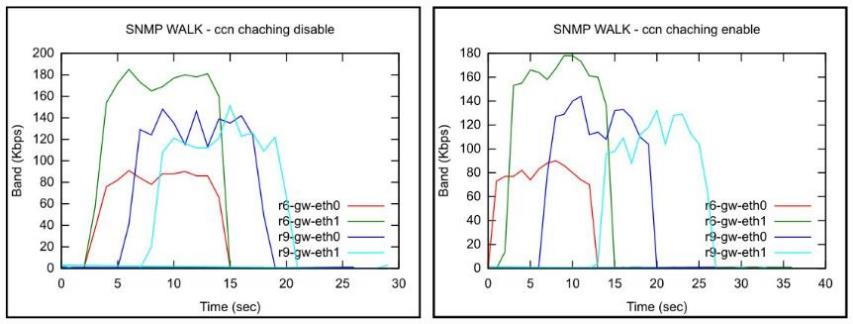 SNMP WALK - ccn chaching disable
Band (Kbps)
200
180
160
140
120
100
80
60
40
20
0
r6-gw-eth0
r6-gw-eth1
r9-gw-eth0
r9-gw-eth1
0 5 10 15 20 25 30
Time (sec)
SNMP WALK - ccn chaching enable
Band (Kbps)
180
160
140
120
100
80
60
40
20
0
r6-gw-eth0
r6-gw-eth1
r9-gw-eth0
r9-gw-eth1
0 5 10 15 20 25 30 35 40
Time (sec)